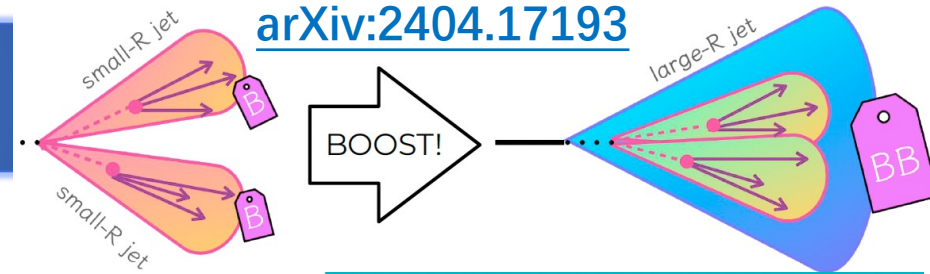 arXiv:2404.17193
small-R jet
B
small-R jet
B
BOOST!
large-R jet
BB